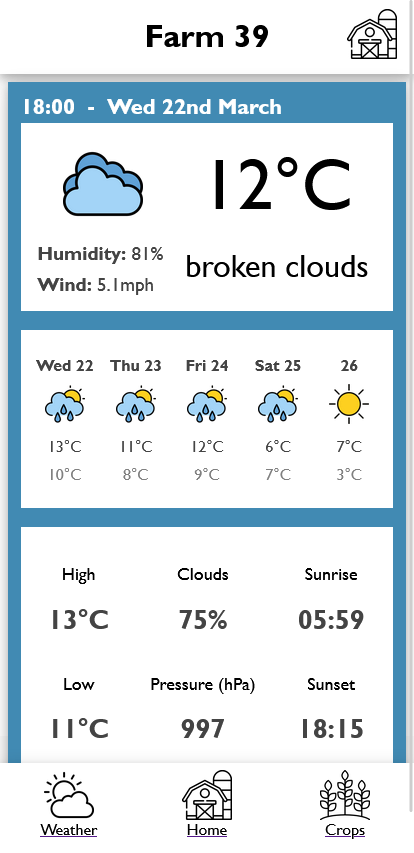 Farm 39
18:00 - Wed 22nd March
12°C
Humidity: 81%
Wind: 5.1mph
broken clouds
Wed 22 Thu 23 Fri 24 Sat 25 26
13°C 11°C 12°C 6°C 7°C
10°C 8°C 9°C 7°C 3°C
High Clouds Sunrise
13°C 75% 05:59
Low Pressure (hPa) Sunset
11°C 997 18:15
Weather Home Crops